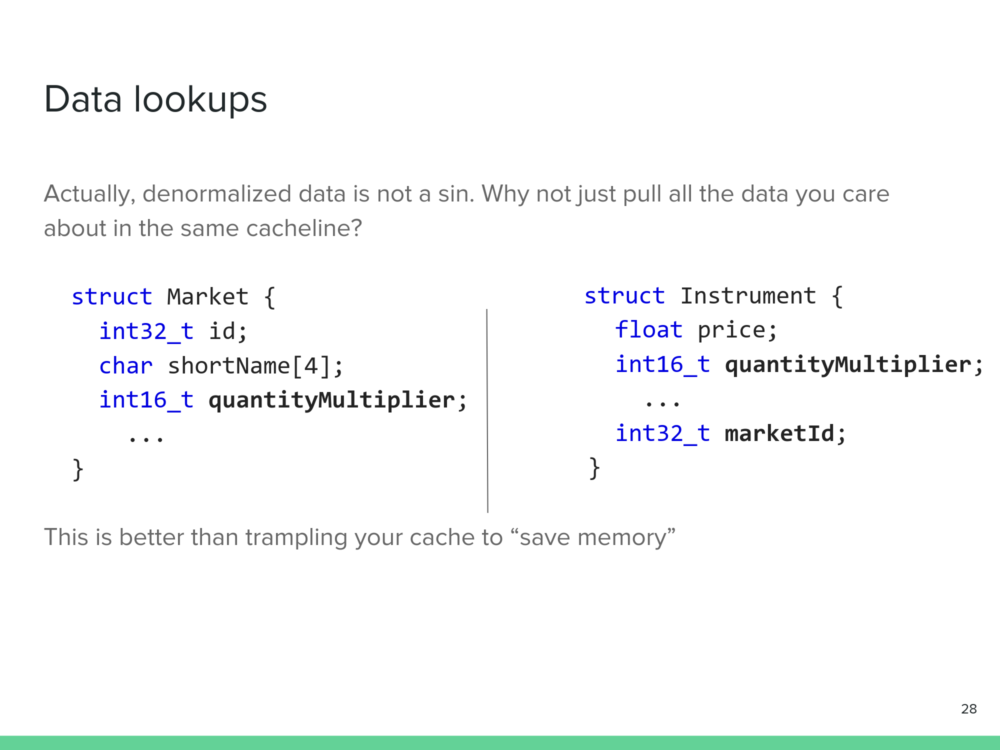 Data lookups
Actually, denormalized data is not a sin. Why not just pull all the data you care
about in the same cacheline?
struct Market {
int32_t id;
char shortName[4];
int16_t quantityMultiplier;
...
}
struct Instrument {
float price;
int16_t quantityMultiplier;
...
int32_t marketId;
}
This is better than trampling your cache to “save memory”
28